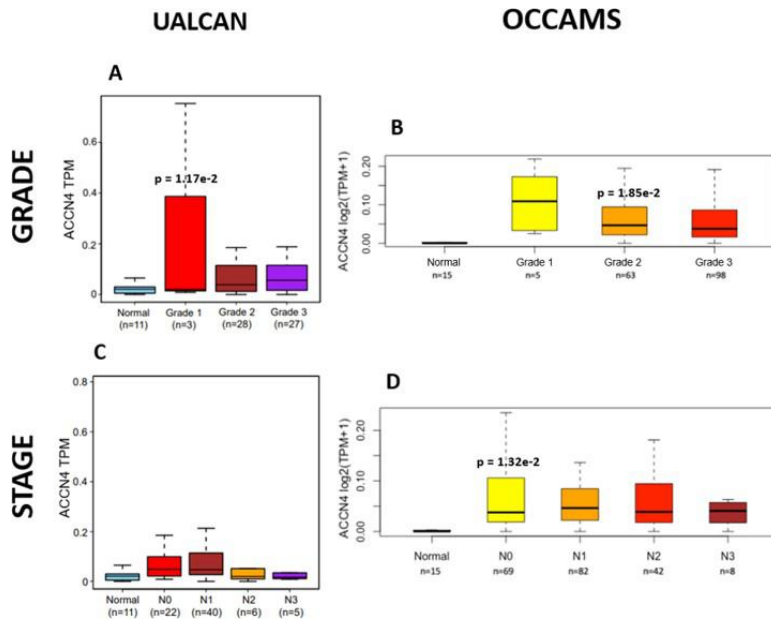 UALCAN
OCCAMS
GRADE
STAGE
A
ACCN4 TPM
0.6
0.4
0.2
0
p = 1.17e-2
Normal Grade 1 Grade 2 Grade 3
(n=11) (n=3) (n=28) (n=27)
B
ACCN4 log2(TPM+1)
0.20
0.10
0.00
p = 1.85e-2
Normal Grade 1 Grade 2 Grade 3
n=15 n=5 n=63 n=98
C
ACCN4 TPM
0.8
0.6
0.4
0.2
0
Normal N0 N1 N2 N3
(n=11) (n=22) (n=40) (n=6) (n=5)
D
ACCN4 log2(TPM+1)
0.20
0.10
0.00
p = 1.32e-2
Normal N0 N1 N2 N3
n=15 n=69 n=82 n=42 n=8